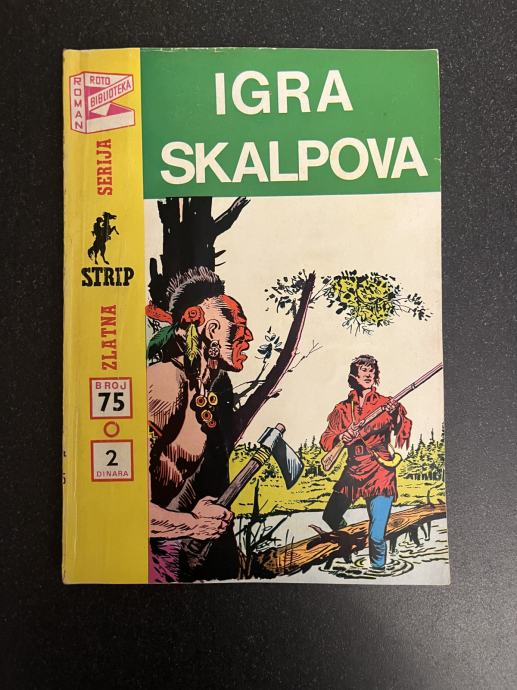 IGRA
SKALPOVA
ROMAN
ROTO
BIBLIOTEKA
ZLATNA SERIJA
STRIP
BROJ
75
2
DINARA